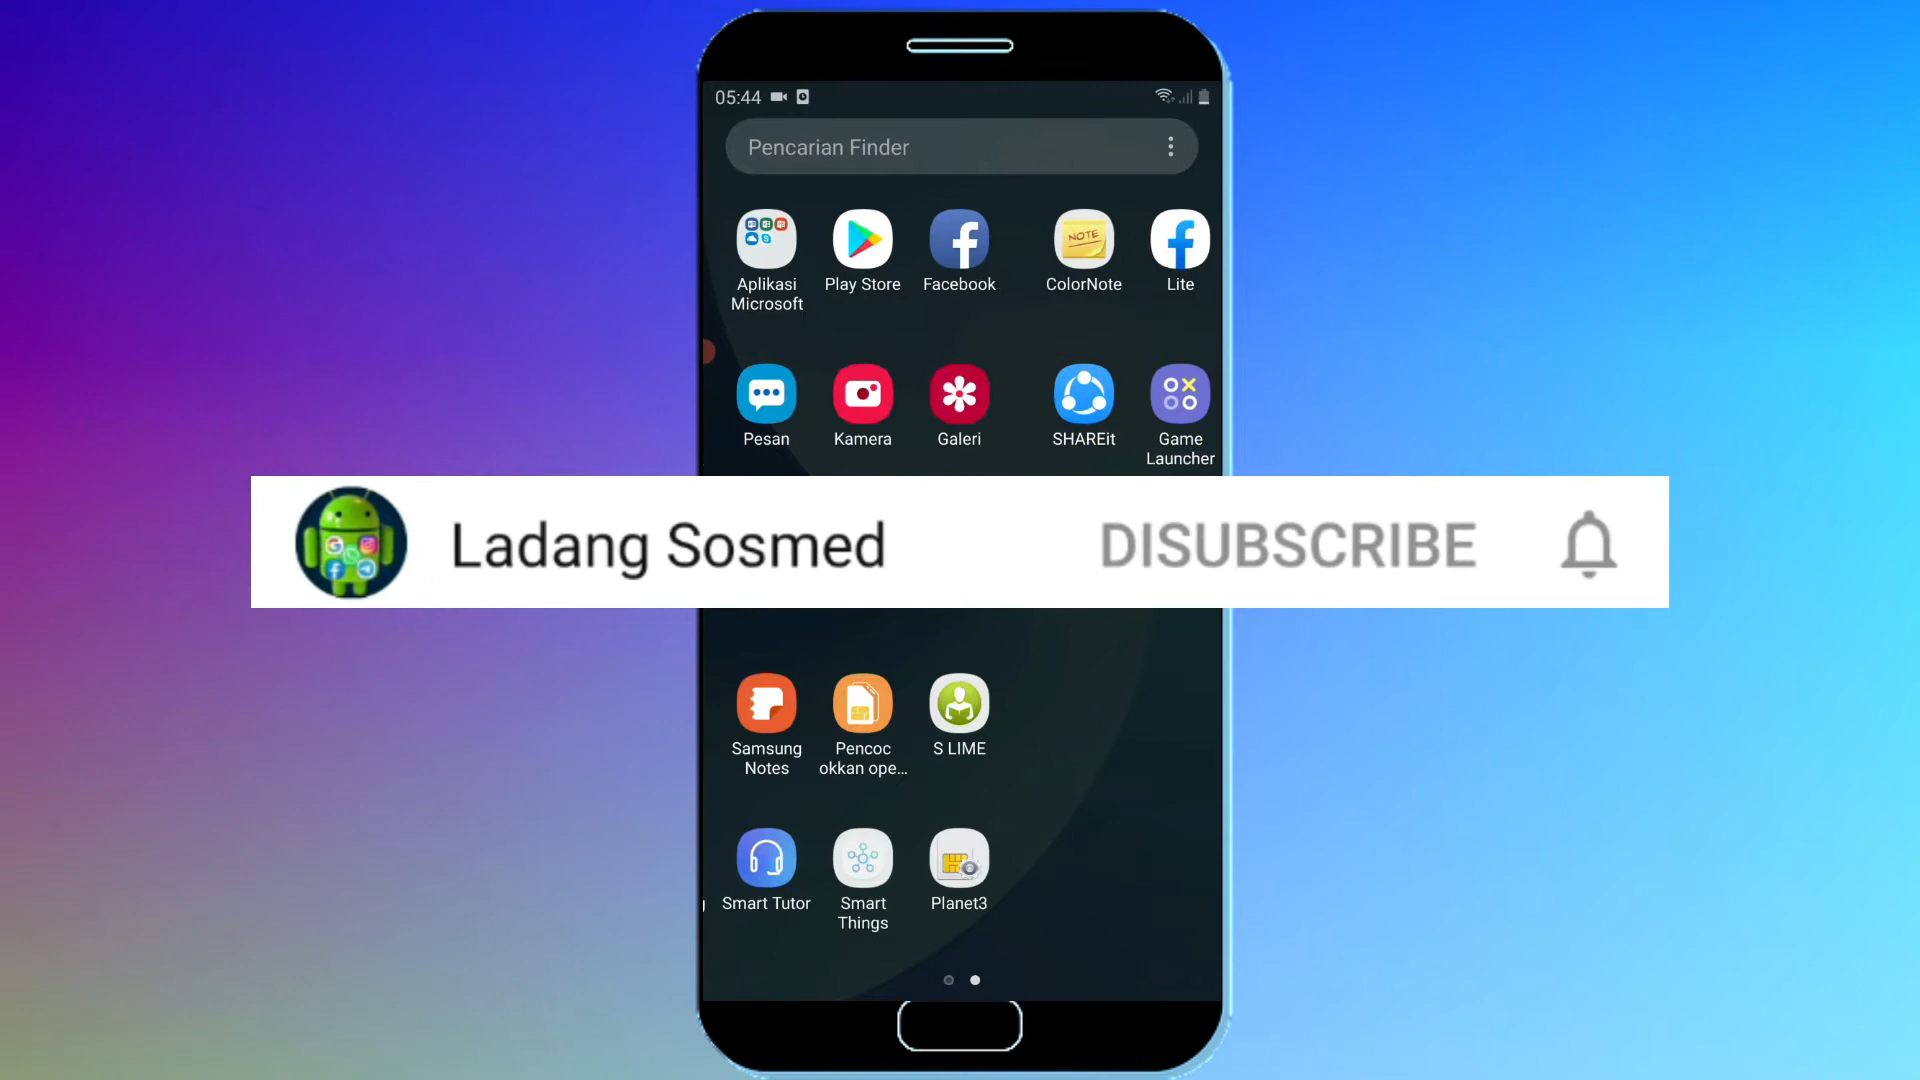 05:44
Pencarian Finder
Aplikasi Microsoft
Play Store
Facebook
NOTE
ColorNote
Lite
Pesan
Kamera
Galeri
SHAREit
Game Launcher
Ladang Sosmed
DISUBSCRIBE
Samsung Notes
Pencoc okkan ope...
S LIME
Smart Tutor
Smart Things
Planet3